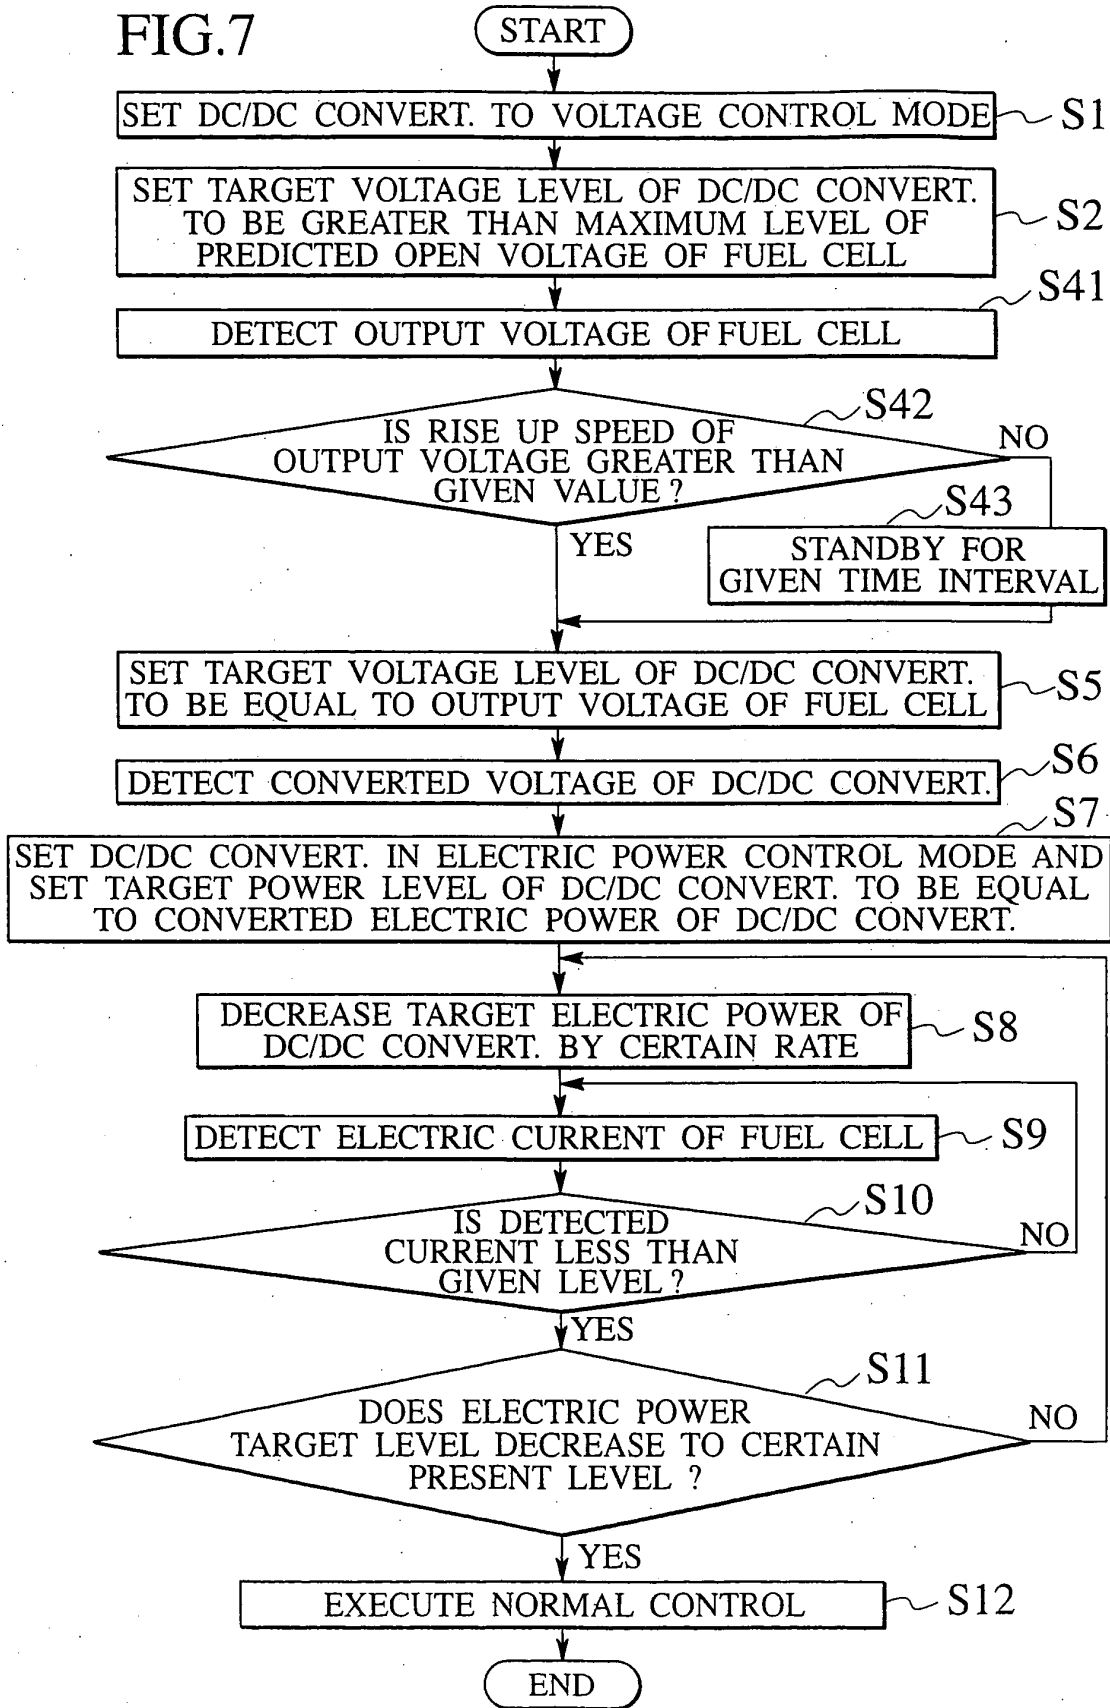 FIG.7
START
SET DC/DC CONVERT. TO VOLTAGE CONTROL MODE
S1
SET TARGET VOLTAGE LEVEL OF DC/DC CONVERT.
TO BE GREATER THAN MAXIMUM LEVEL OF
PREDICTED OPEN VOLTAGE OF FUEL CELL
S2
S41
DETECT OUTPUT VOLTAGE OF FUEL CELL
S42
IS RISE UP SPEED OF
OUTPUT VOLTAGE GREATER THAN
GIVEN VALUE ?
NO
YES
S43
STANDBY FOR
GIVEN TIME INTERVAL
SET TARGET VOLTAGE LEVEL OF DC/DC CONVERT.
TO BE EQUAL TO OUTPUT VOLTAGE OF FUEL CELL
S5
DETECT CONVERTED VOLTAGE OF DC/DC CONVERT.
S6
S7
SET DC/DC CONVERT. IN ELECTRIC POWER CONTROL MODE AND
SET TARGET POWER LEVEL OF DC/DC CONVERT. TO BE EQUAL
TO CONVERTED ELECTRIC POWER OF DC/DC CONVERT.
DECREASE TARGET ELECTRIC POWER OF
DC/DC CONVERT. BY CERTAIN RATE
S8
DETECT ELECTRIC CURRENT OF FUEL CELL
S9
S10
IS DETECTED
CURRENT LESS THAN
GIVEN LEVEL ?
NO
YES
S11
DOES ELECTRIC POWER
TARGET LEVEL DECREASE TO CERTAIN
PRESENT LEVEL ?
NO
YES
EXECUTE NORMAL CONTROL
S12
END